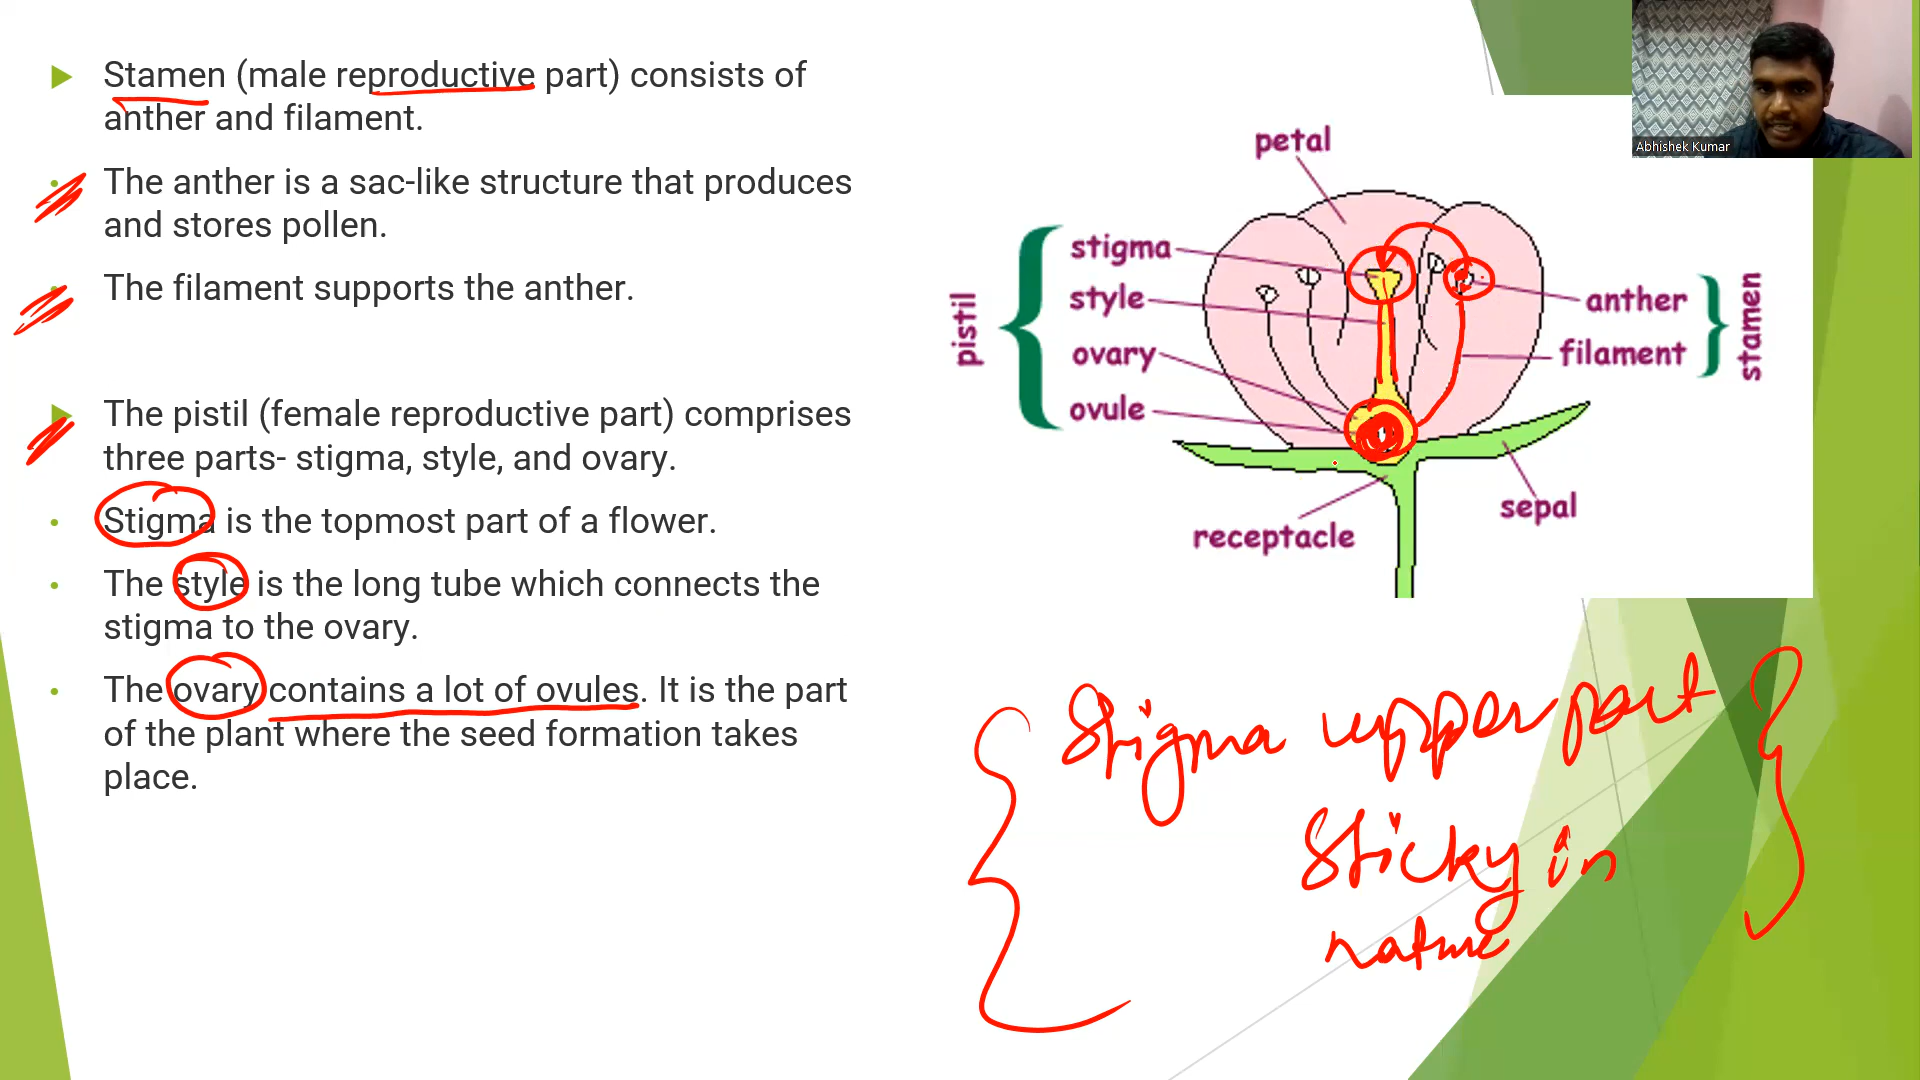 Stamen (male reproductive part) consists of
anther and filament.
The anther is a sac-like structure that produces
and stores pollen.
The filament supports the anther.
The pistil (female reproductive part) comprises
three parts- stigma, style, and ovary.
Stigma is the topmost part of a flower.
The style is the long tube which connects the
stigma to the ovary.
The ovary contains a lot of ovules. It is the part
of the plant where the seed formation takes
place.
petal
stigma
style
ovary
ovule
pistil
anther
filament
stamen
sepal
receptacle
Abhishek Kumar
Stigma upper part
Sticky in
nature